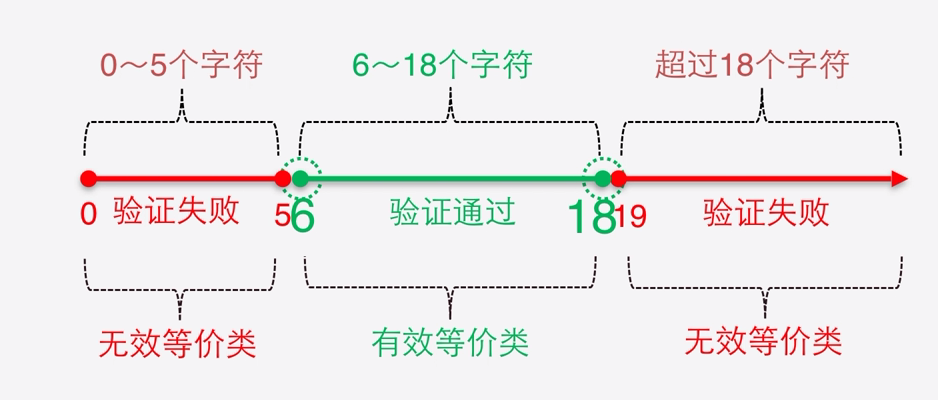 0～5个字符 6～18个字符 超过18个字符
0 验证失败 5 6 验证通过 18 19 验证失败
无效等价类 有效等价类 无效等价类